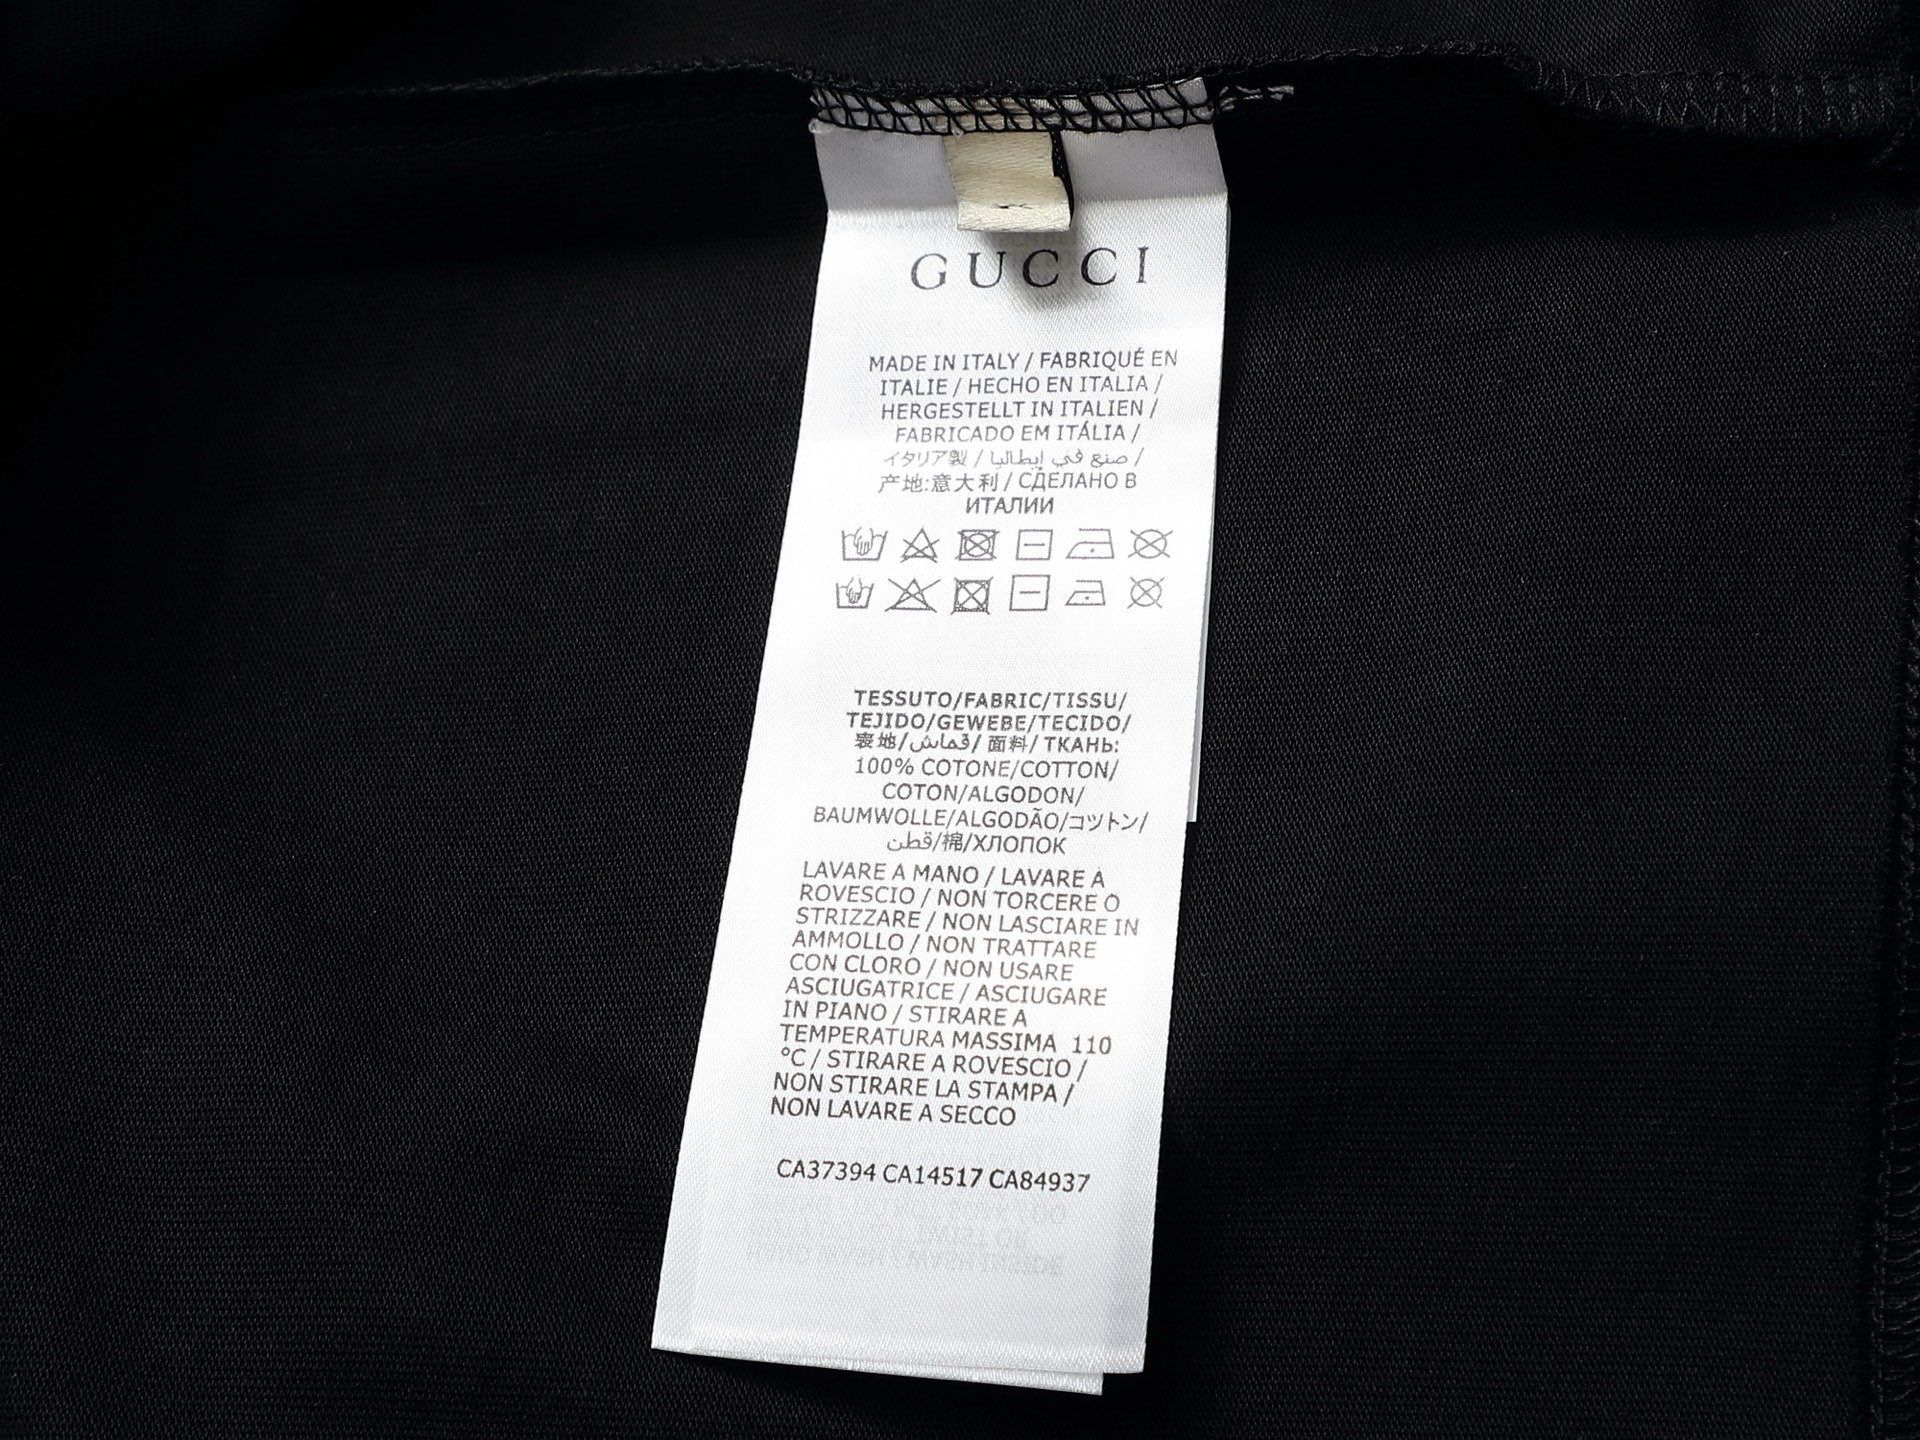 GUCCI
MADE IN ITALY / FABRIQUÉ EN
ITALIE / HECHO EN ITALIA /
HERGESTELLT IN ITALIEN /
FABRICADO EM ITÁLIA /
イタリア製 / صنع في إيطاليا /
产地:意大利 / СДЕЛАНО В
ИТАЛИИ
TESSUTO/FABRIC/TISSU/
TEJIDO/GEWEBE/TECIDO/
表地/قماش/ 面料/ ТКАНЬ:
100% COTONE/COTTON/
COTON/ALGODON/
BAUMWOLLE/ALGODÃO/コットン/
قطن/棉/ХЛОПОК
LAVARE A MANO / LAVARE A
ROVESCIO / NON TORCERE O
STRIZZARE / NON LASCIARE IN
AMMOLLO / NON TRATTARE
CON CLORO / NON USARE
ASCIUGATRICE / ASCIUGARE
IN PIANO / STIRARE A
TEMPERATURA MASSIMA 110
°C / STIRARE A ROVESCIO /
NON STIRARE LA STAMPA /
NON LAVARE A SECCO
CA37394 CA14517 CA84937